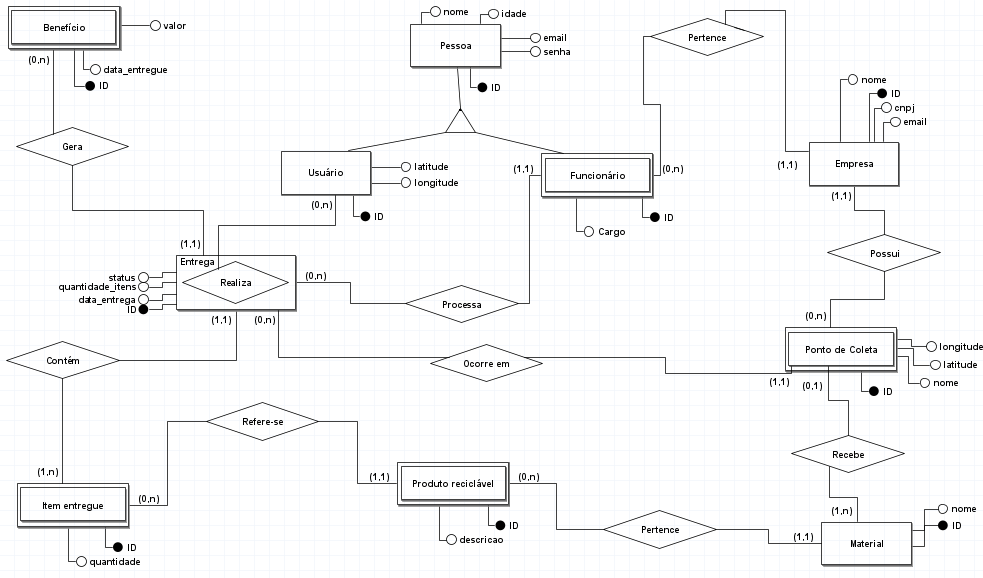 Benefício
valor
(0,n)
data_entregue
ID
nome
idade
Pessoa
email
senha
ID
Pertence
nome
ID
cnpj
email
Empresa
(1,1)
(1,1)
Gera
Usuário
latitude
longitude
(0,n)
ID
(1,1)
Funcionário
(0,n)
ID
Cargo
(1,1)
Entrega
Realiza
status
quantidade_itens
data_entrega
ID
(0,n)
(1,1)
(0,n)
Processa
Possui
(0,n)
Ponto de Coleta
longitude
latitude
nome
ID
(1,1)
(0,1)
Contém
Ocorre em
Refere-se
Recebe
(1,n)
Item entregue
(0,n)
ID
quantidade
(1,1)
Produto reciclável
(0,n)
ID
descricao
Pertence
(1,1)
(1,n)
Material
nome
ID